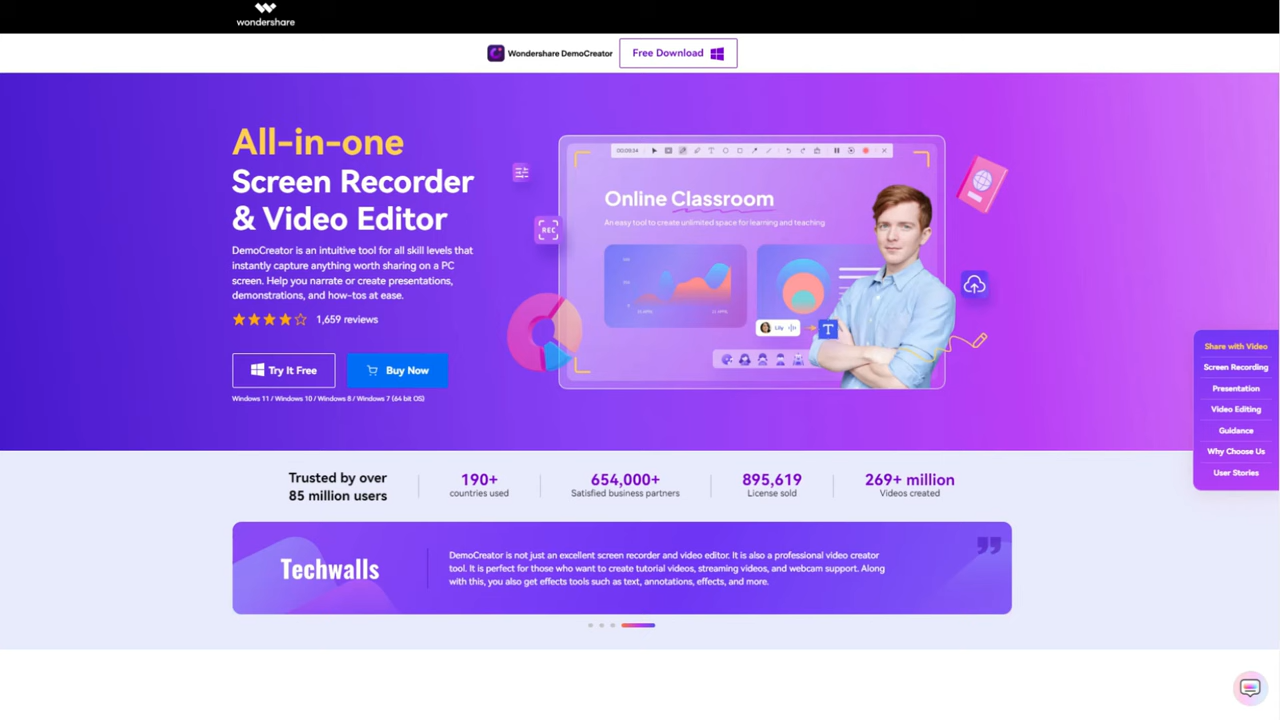 wondershare
Wondershare DemoCreator
Free Download
All-in-one
Screen Recorder
& Video Editor
DemoCreator is an intuitive tool for all skill levels that
instantly capture anything worth sharing on a PC
screen. Help you narrate or create presentations,
demonstrations, and how-tos at ease.
1,659 reviews
Try It Free
Buy Now
Windows 11 / Windows 10 / Windows 8 / Windows 7 (64 bit OS)
REC
Online Classroom
An easy tool to create unlimited space for learning and teaching
Lily
T
Share with Video
Screen Recording
Presentation
Video Editing
Guidance
Why Choose Us
User Stories
Trusted by over
85 million users
190+
countries used
654,000+
Satisfied business partners
895,619
License sold
269+ million
Videos created
Techwalls
DemoCreator is not just an excellent screen recorder and video editor. It is also a professional video creator
tool. It is perfect for those who want to create tutorial videos, streaming videos, and webcam support. Along
with this, you also get effects tools such as text, annotations, effects, and more.